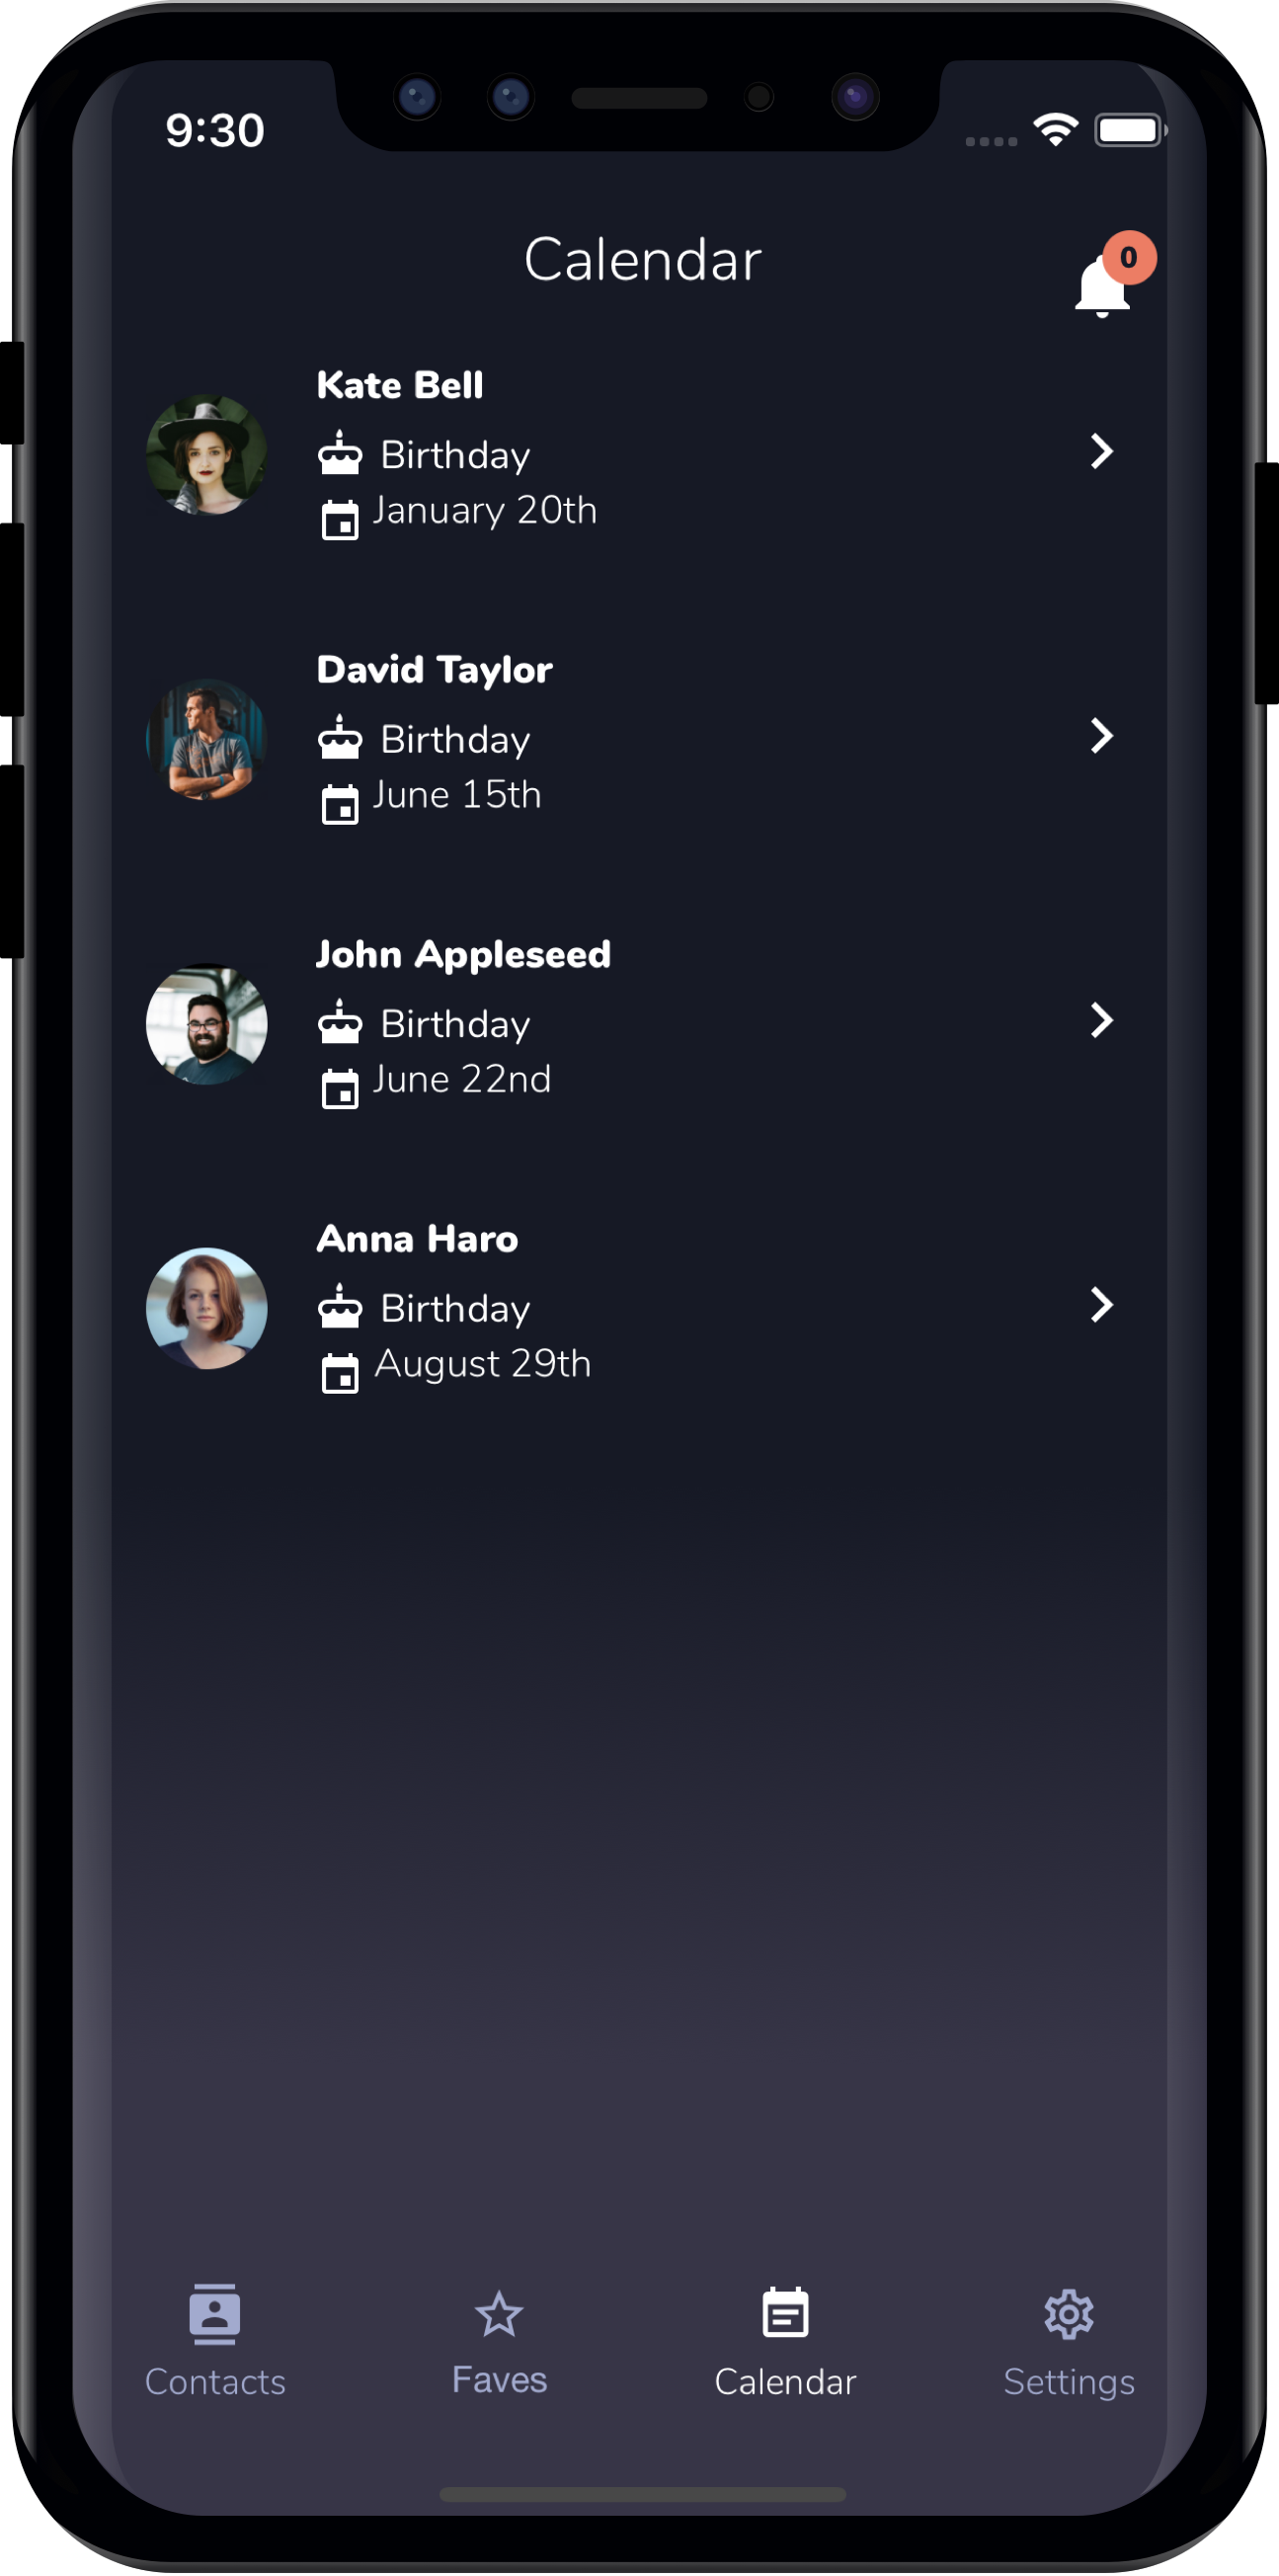 9:30
Calendar
0
Kate Bell
Birthday
January 20th
David Taylor
Birthday
June 15th
John Appleseed
Birthday
June 22nd
Anna Haro
Birthday
August 29th
Contacts
Faves
Calendar
Settings